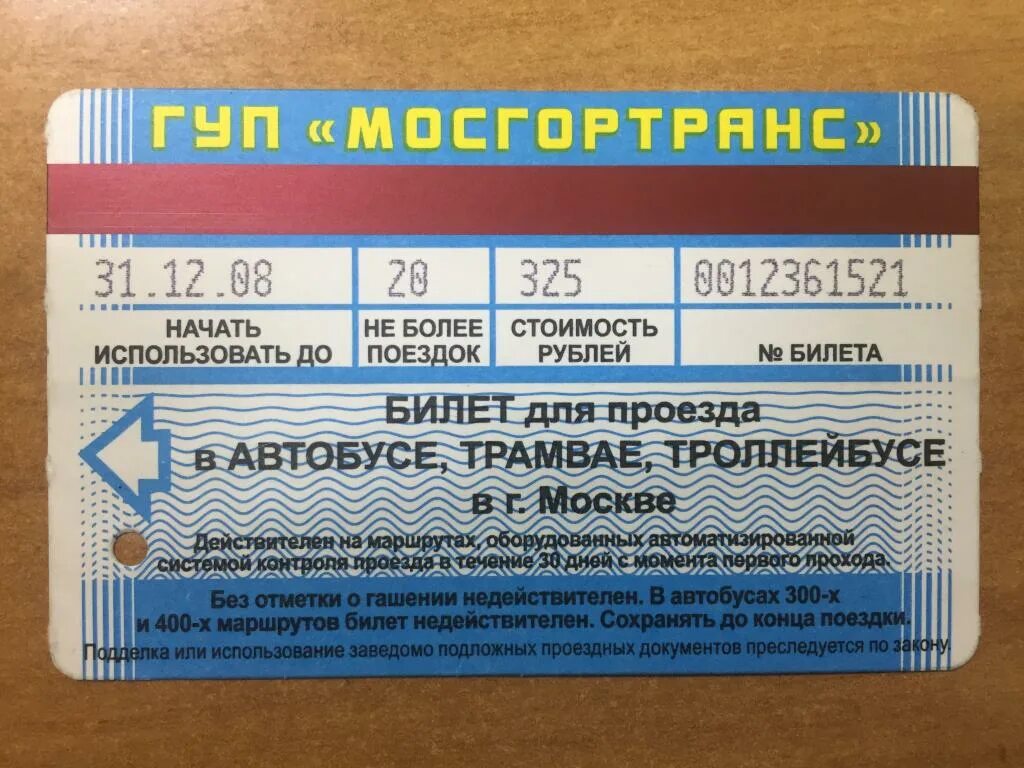 ГУП «МОСГОРТРАНС»
31.12.08 20 325 0012361521
НАЧАТЬ ИСПОЛЬЗОВАТЬ ДО
НЕ БОЛЕЕ ПОЕЗДОК
СТОИМОСТЬ РУБЛЕЙ
№ БИЛЕТА
БИЛЕТ для проезда
в АВТОБУСЕ, ТРАМВАЕ, ТРОЛЛЕЙБУСЕ
в г. Москве
Действителен на маршрутах, оборудованных автоматизированной
системой контроля проезда в течение 30 дней с момента первого прохода.
Без отметки о гашении недействителен. В автобусах 300-х
и 400-х маршрутов билет недействителен. Сохранять до конца поездки.
Подделка или использование заведомо подложных проездных документов преследуется по закону.